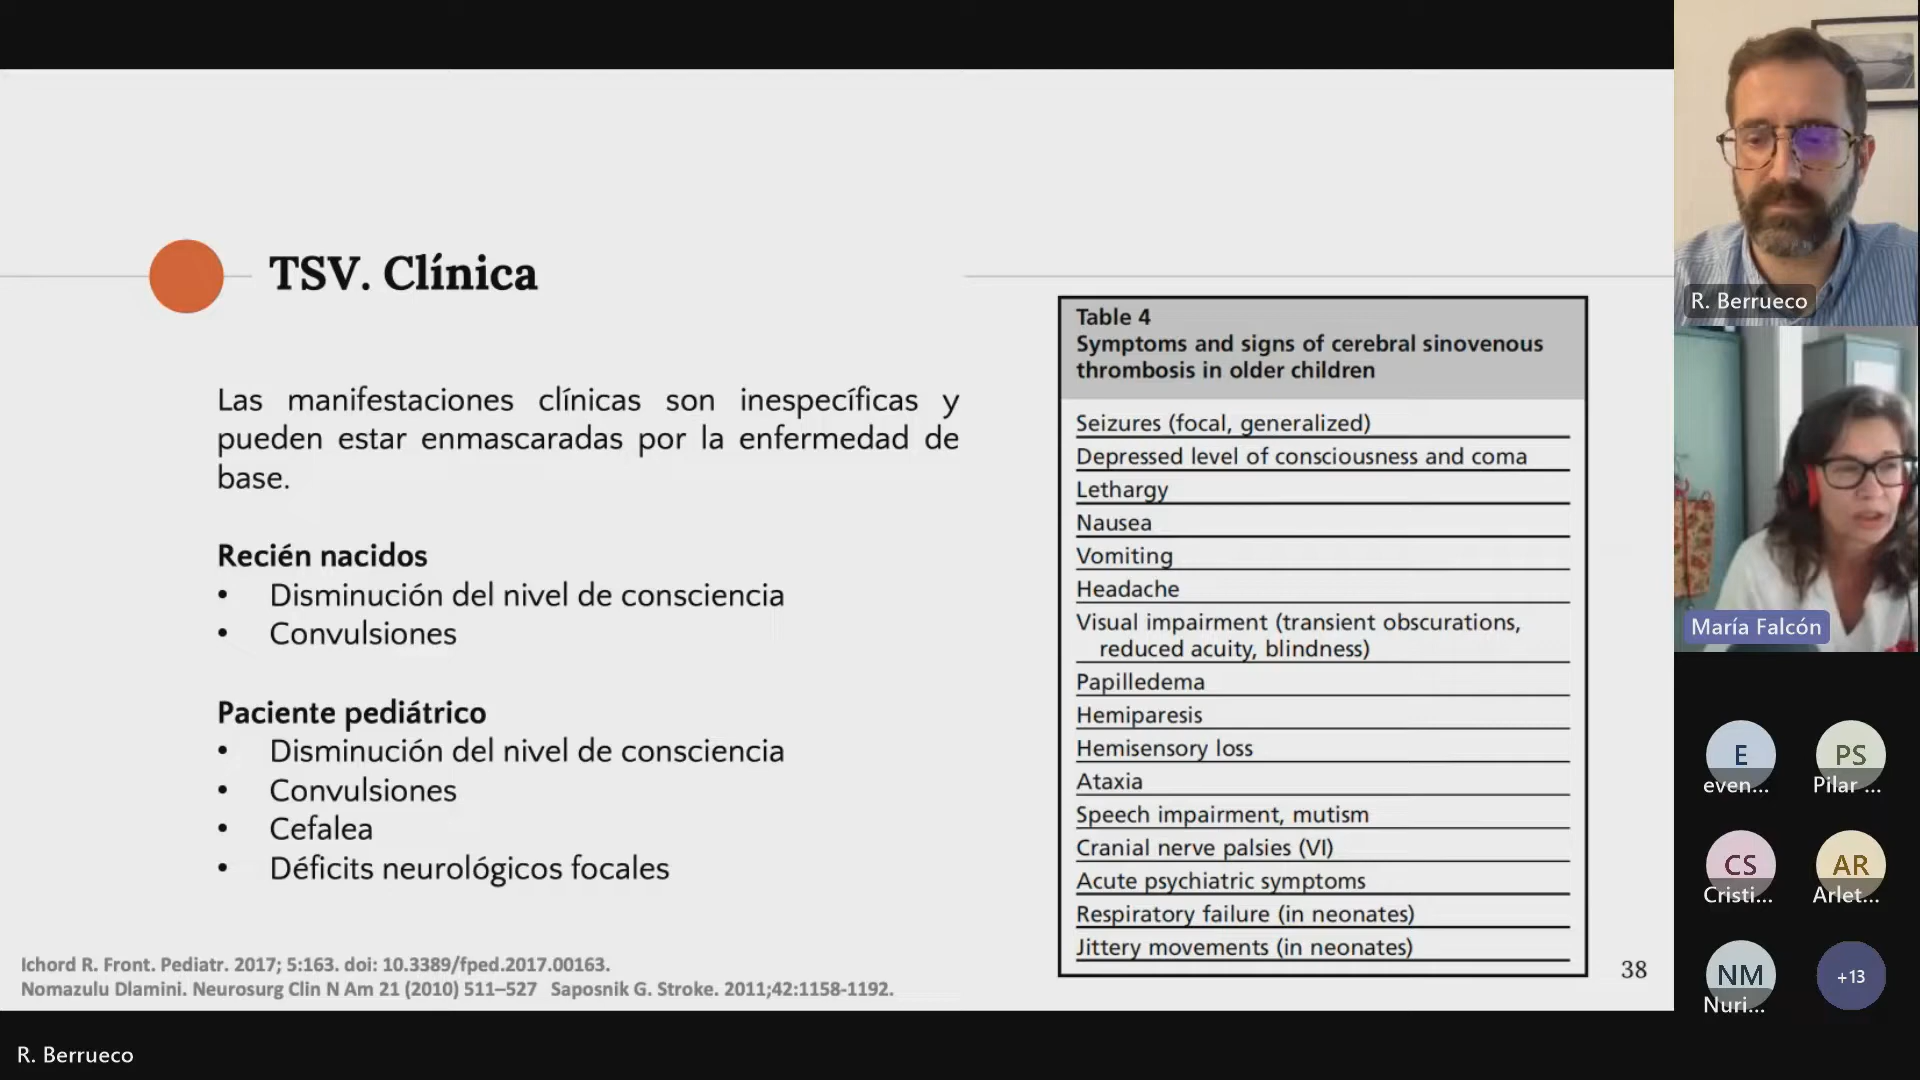 TSV. Clínica
Las manifestaciones clínicas son inespecíficas y
pueden estar enmascaradas por la enfermedad de
base.
Recién nacidos
• Disminución del nivel de consciencia
• Convulsiones
Paciente pediátrico
• Disminución del nivel de consciencia
• Convulsiones
• Cefalea
• Déficits neurológicos focales
Ichord R. Front. Pediatr. 2017; 5:163. doi: 10.3389/fped.2017.00163.
Nomazulu Dlamini. Neurosurg Clin N Am 21 (2010) 511–527 Saposnik G. Stroke. 2011;42:1158-1192.
Table 4
Symptoms and signs of cerebral sinovenous
thrombosis in older children
Seizures (focal, generalized)
Depressed level of consciousness and coma
Lethargy
Nausea
Vomiting
Headache
Visual impairment (transient obscurations,
reduced acuity, blindness)
Papilledema
Hemiparesis
Hemisensory loss
Ataxia
Speech impairment, mutism
Cranial nerve palsies (VI)
Acute psychiatric symptoms
Respiratory failure (in neonates)
Jittery movements (in neonates)
38
R. Berrueco
María Falcón
E
even...
PS
Pilar ...
CS
Cristi...
AR
Arlet...
NM
Nuri...
+13
R. Berrueco